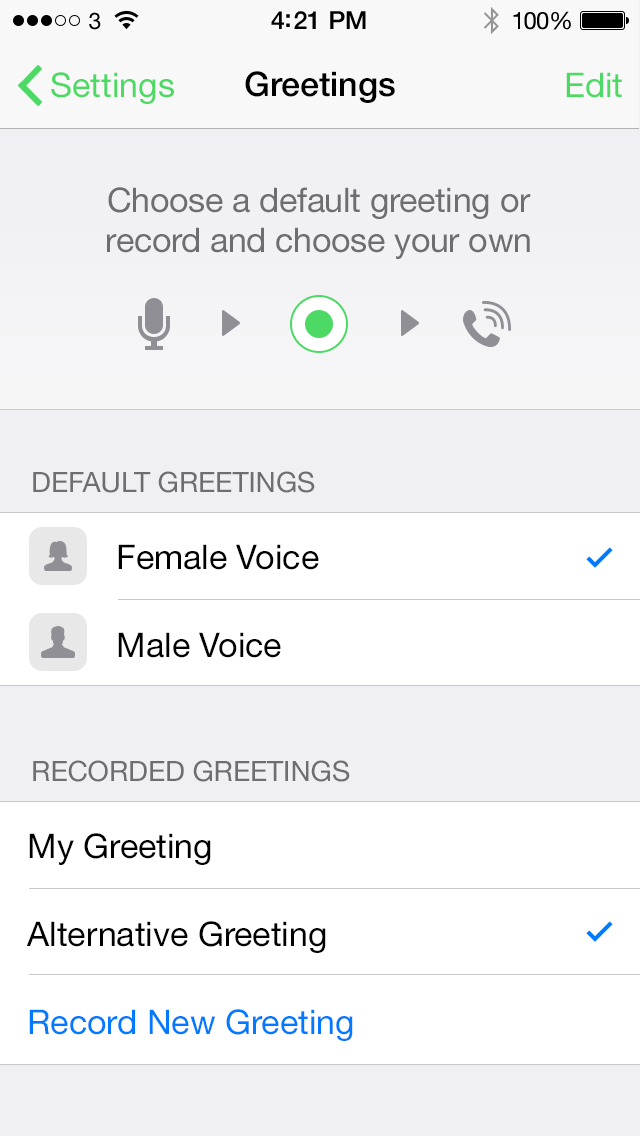 3 4:21 PM 100%
Settings Greetings Edit
Choose a default greeting or
record and choose your own
DEFAULT GREETINGS
Female Voice
Male Voice
RECORDED GREETINGS
My Greeting
Alternative Greeting
Record New Greeting